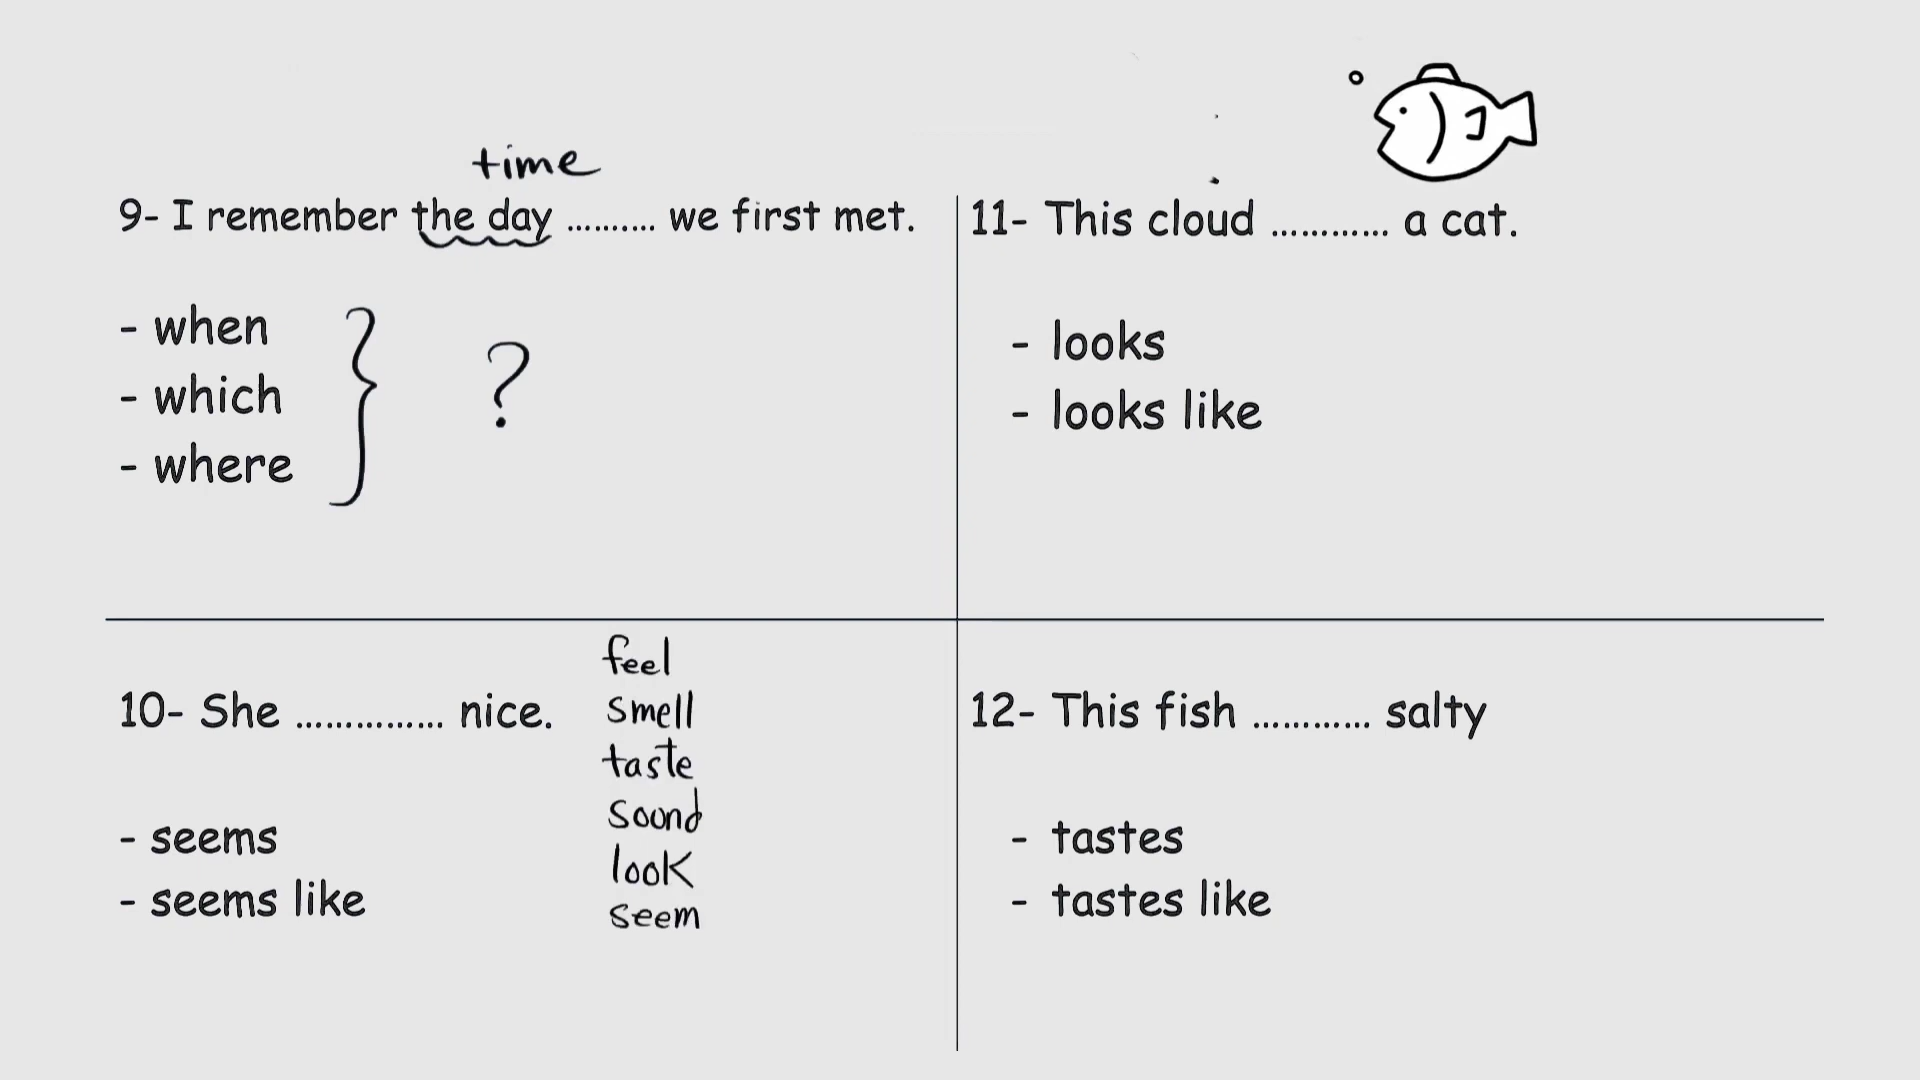 time
9- I remember the day .......... we first met.
- when
- which
- where
?
10- She ............... nice.
- seems
- seems like
feel
smell
taste
sound
look
seem
11- This cloud ............ a cat.
- looks
- looks like
12- This fish ............ salty
- tastes
- tastes like